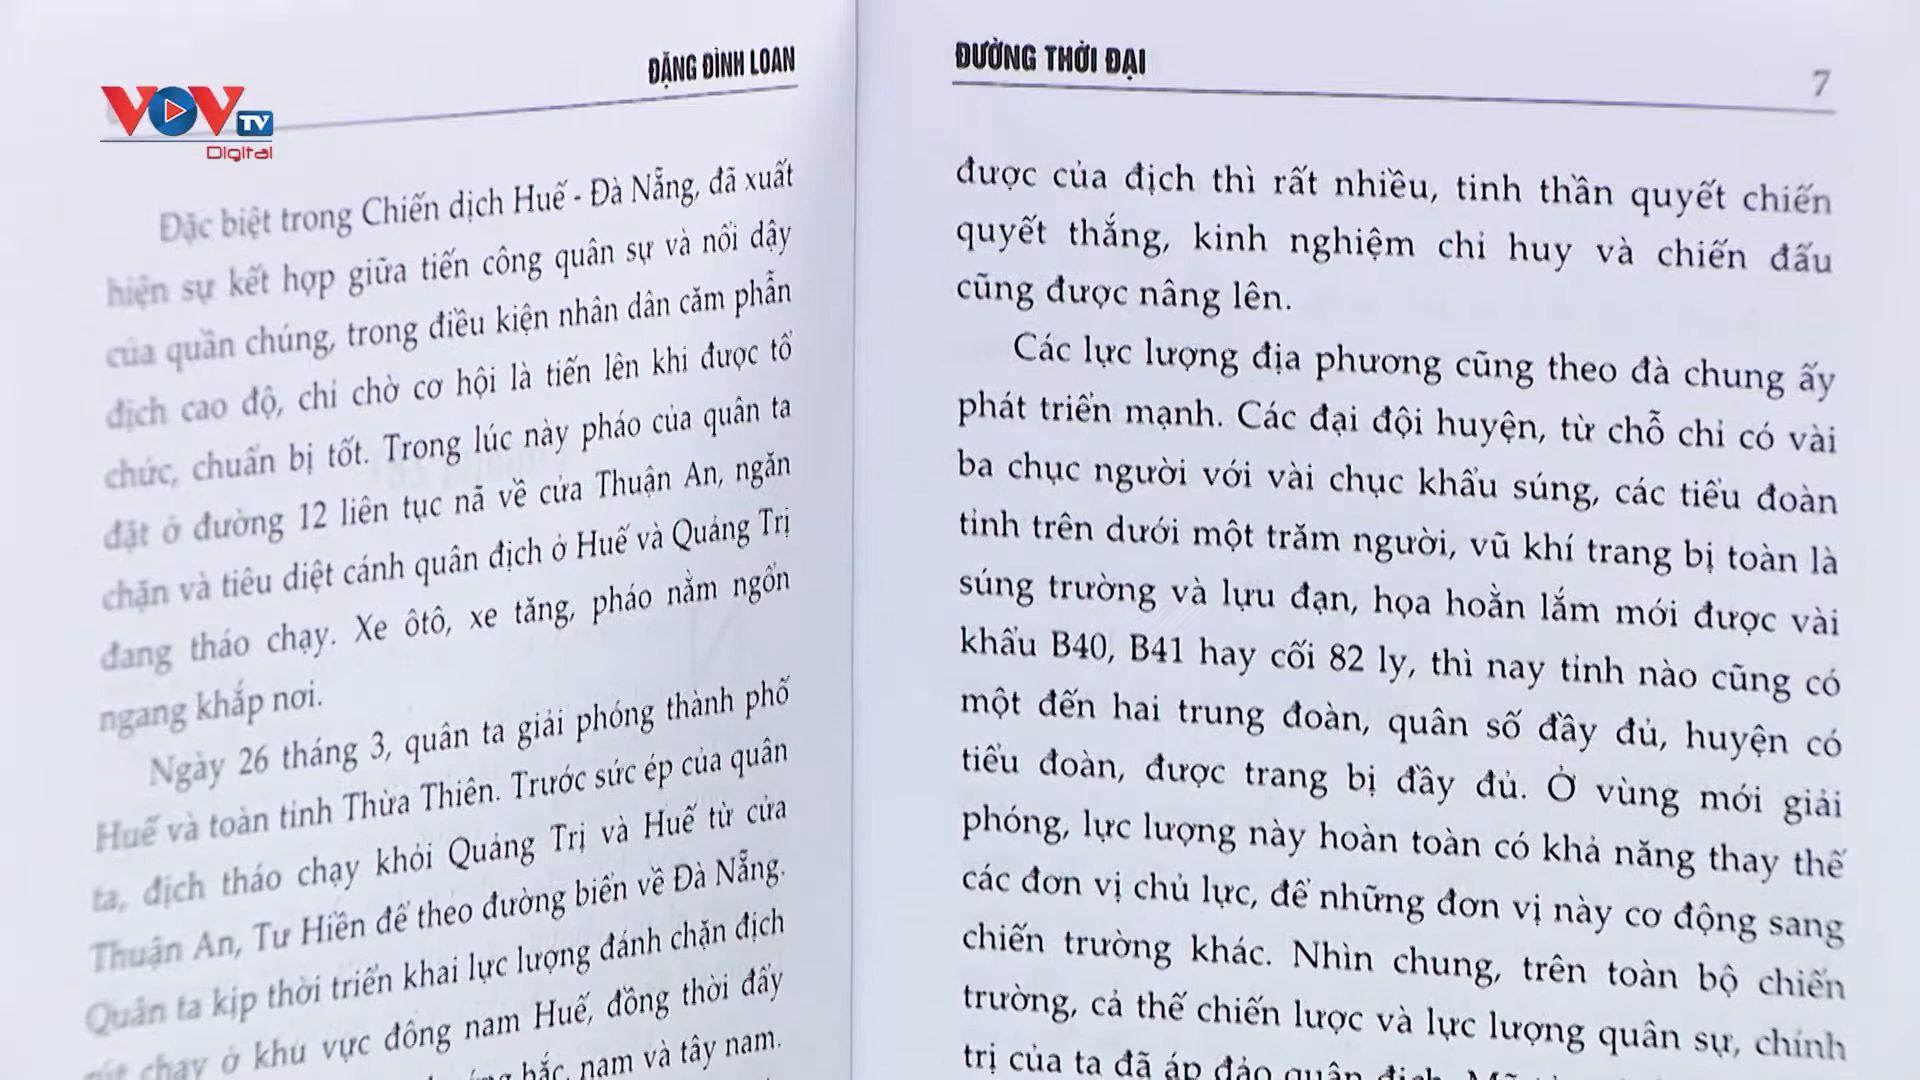 VOV TV
Digital
ĐẶNG ĐÌNH LOAN
Đặc biệt trong Chiến dịch Huế - Đà Nẵng, đã xuất
hiện sự kết hợp giữa tiến công quân sự và nổi dậy
của quần chúng, trong điều kiện nhân dân căm phẫn
địch cao độ, chỉ chờ cơ hội là tiến lên khi được tổ
chức, chuẩn bị tốt. Trong lúc này pháo của quân ta
đặt ở đường 12 liên tục nã về cửa Thuận An, ngăn
chặn và tiêu diệt cánh quân địch ở Huế và Quảng Trị
đang tháo chạy. Xe ôtô, xe tăng, pháo nằm ngổn
ngang khắp nơi.
Ngày 26 tháng 3, quân ta giải phóng thành phố
Huế và toàn tỉnh Thừa Thiên. Trước sức ép của quân
ta, địch tháo chạy khỏi Quảng Trị và Huế từ cửa
Thuận An, Tư Hiền để theo đường biển về Đà Nẵng.
Quân ta kịp thời triển khai lực lượng đánh chặn địch
chạy ở khu vực đông nam Huế, đồng thời đẩy
bắc, nam và tây nam.
ĐƯỜNG THỜI ĐẠI
7
được của địch thì rất nhiều, tinh thần quyết chiến
quyết thắng, kinh nghiệm chỉ huy và chiến đấu
cũng được nâng lên.
Các lực lượng địa phương cũng theo đà chung ấy
phát triển mạnh. Các đại đội huyện, từ chỗ chỉ có vài
ba chục người với vài chục khẩu súng, các tiểu đoàn
tỉnh trên dưới một trăm người, vũ khí trang bị toàn là
súng trường và lựu đạn, họa hoằn lắm mới được vài
khẩu B40, B41 hay cối 82 ly, thì nay tỉnh nào cũng có
một đến hai trung đoàn, quân số đầy đủ, huyện có
tiểu đoàn, được trang bị đầy đủ. Ở vùng mới giải
phóng, lực lượng này hoàn toàn có khả năng thay thế
các đơn vị chủ lực, để những đơn vị này cơ động sang
chiến trường khác. Nhìn chung, trên toàn bộ chiến
trường, cả thế chiến lược và lực lượng quân sự, chính
trị của ta đã áp đảo quân địch.